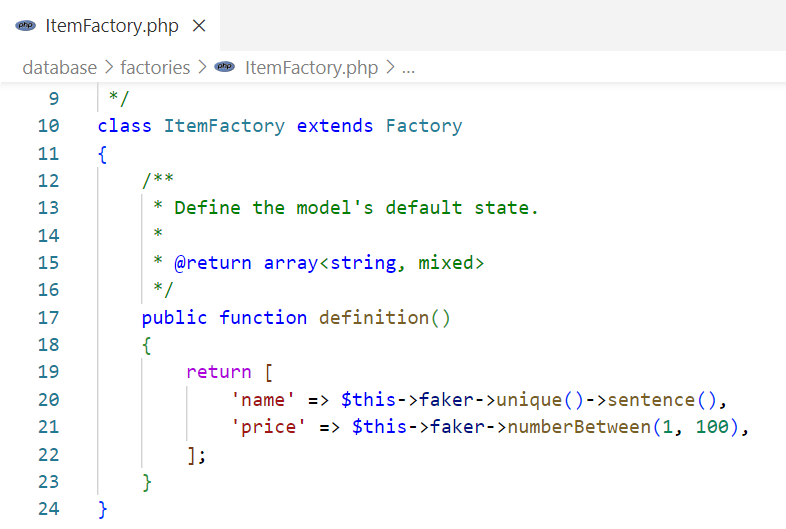 php ItemFactory.php ×
database > factories > php ItemFactory.php > ...
9 */
10 class ItemFactory extends Factory
11 {
12 /**
13 * Define the model's default state.
14 *
15 * @return array<string, mixed>
16 */
17 public function definition()
18 {
19 return [
20 'name' => $this->faker->unique()->sentence(),
21 'price' => $this->faker->numberBetween(1, 100),
22 ];
23 }
24 }